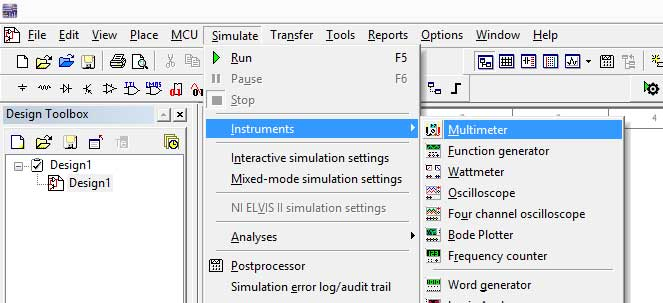 File Edit View Place MCU Simulate Transfer Tools Reports Options Window Help
Run F5
Pause F6
Stop
Design Toolbox
Instruments
Multimeter
Design1
Design1
Function generator
Interactive simulation settings
Wattmeter
Mixed-mode simulation settings
Oscilloscope
NI ELVIS II simulation settings
Four channel oscilloscope
Analyses
Bode Plotter
Frequency counter
Postprocessor
Simulation error log/audit trail
Word generator